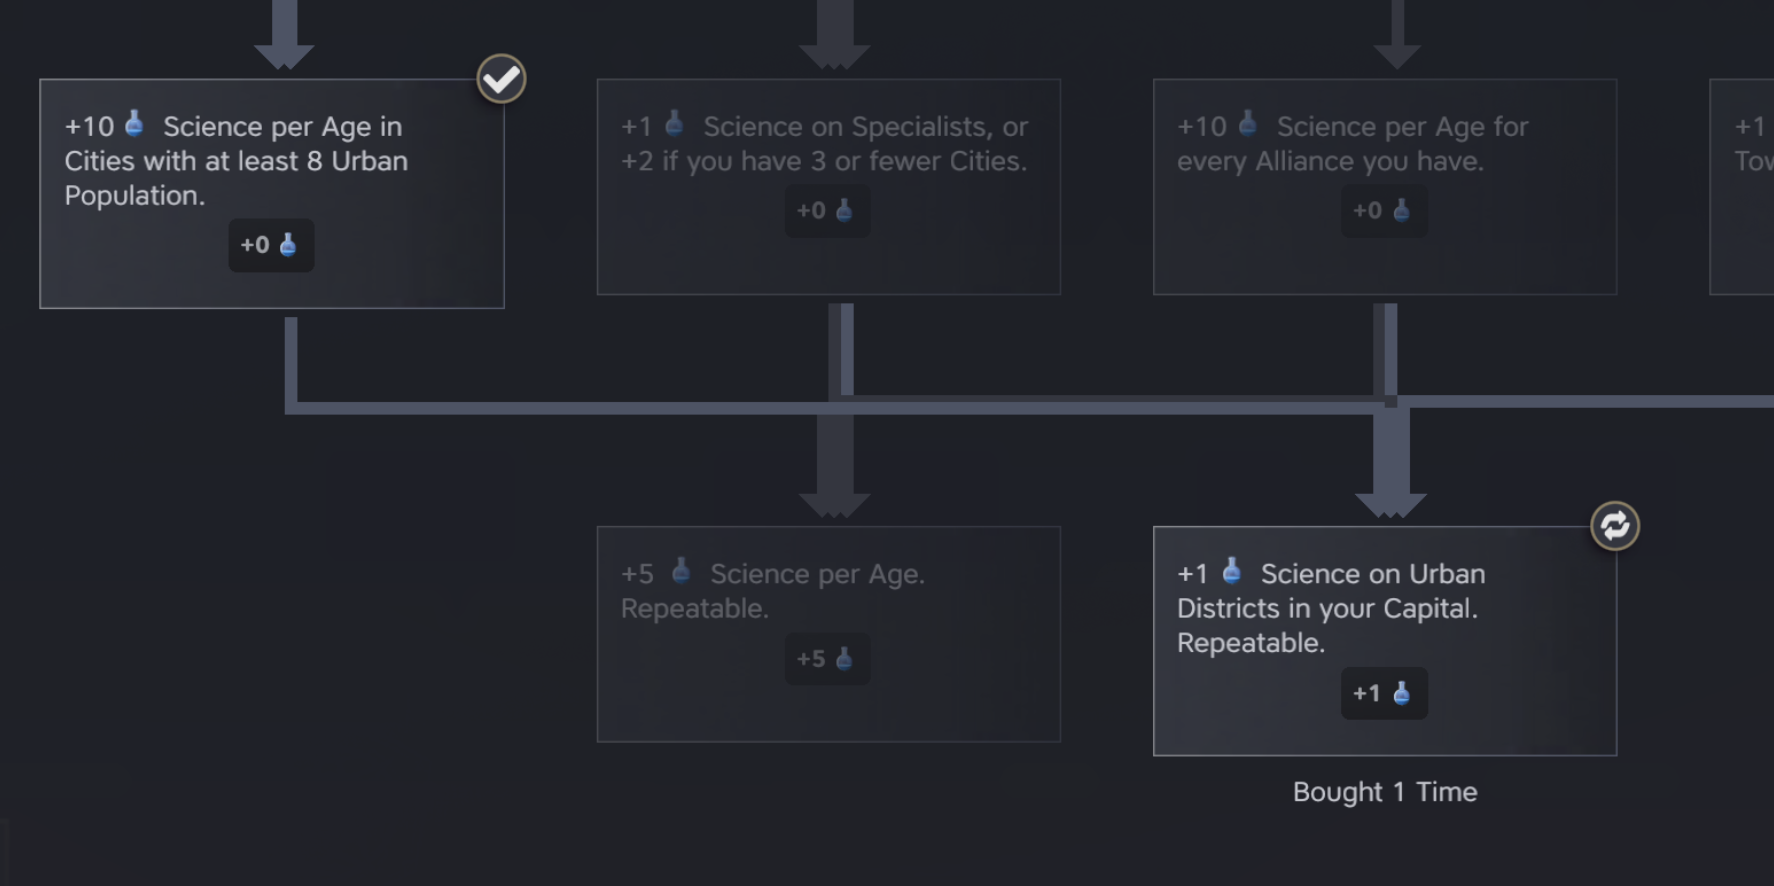 +10 Science per Age in
Cities with at least 8 Urban
Population.
+0
+1 Science on Specialists, or
+2 if you have 3 or fewer Cities.
+0
+10 Science per Age for
every Alliance you have.
+0
+1
+5 Science per Age.
Repeatable.
+5
+1 Science on Urban
Districts in your Capital.
Repeatable.
+1
Bought 1 Time